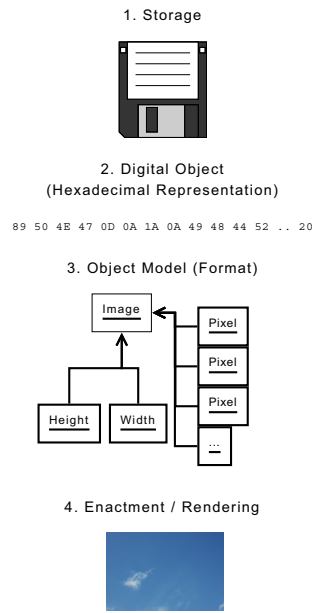 1. Storage
2. Digital Object
(Hexadecimal Representation)
89 50 4E 47 0D 0A 1A 0A 49 48 44 52 .. 20
3. Object Model (Format)
Image
Pixel
Pixel
Pixel
...
Height
Width
4. Enactment / Rendering